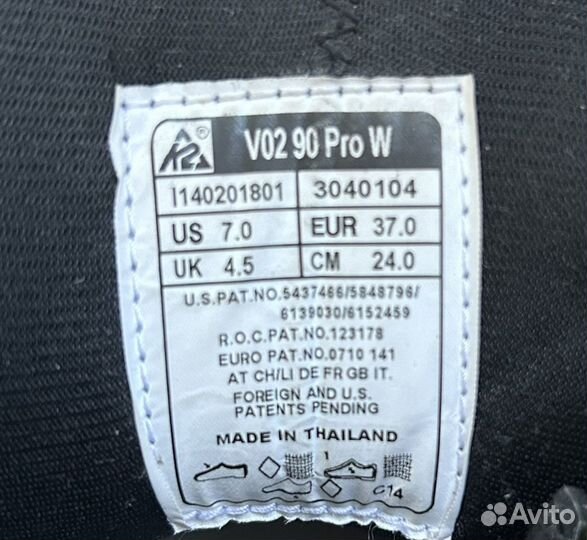 K2® V02 90 Pro W
I140201801 3040104
US 7.0 EUR 37.0
UK 4.5 CM 24.0
U.S.PAT.NO.5437466/5848796/
6139030/6152459
R.O.C.PAT.NO.123178
EURO PAT.NO.0710 141
AT CH/LI DE FR GB IT.
FOREIGN AND U.S.
PATENTS PENDING
MADE IN THAILAND
1
C14
Avito